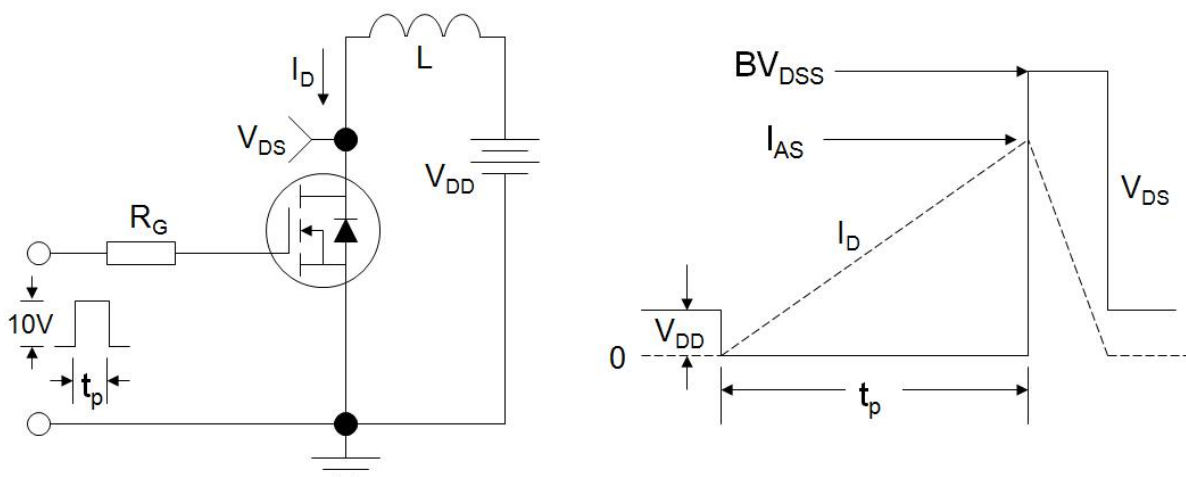 L
I_D
V_DS
V_DD
R_G
10V
t_p
BV_DSS
I_AS
V_DS
I_D
V_DD
0
t_p